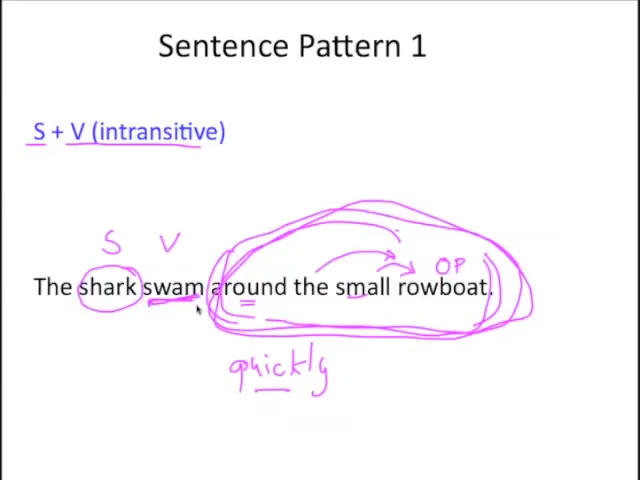 Sentence Pattern 1
S + V (intransitive)
S V
OP
The shark swam around the small rowboat.
quickly